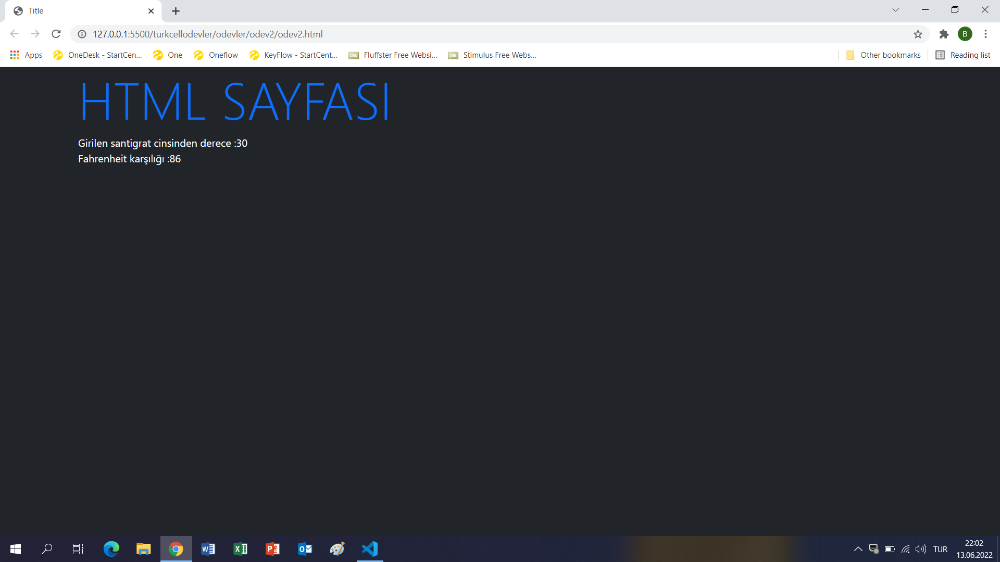 Title
127.0.0.1:5500/turkcellodevler/odevler/odev2/odev2.html
B
Apps
OneDesk - StartCen...
One
Oneflow
KeyFlow - StartCent...
Fluffster Free Websi...
Stimulus Free Webs...
Other bookmarks
Reading list
HTML SAYFASI
Girilen santigrat cinsinden derece :30
Fahrenheit karşılığı :86
TUR
22:02
13.06.2022